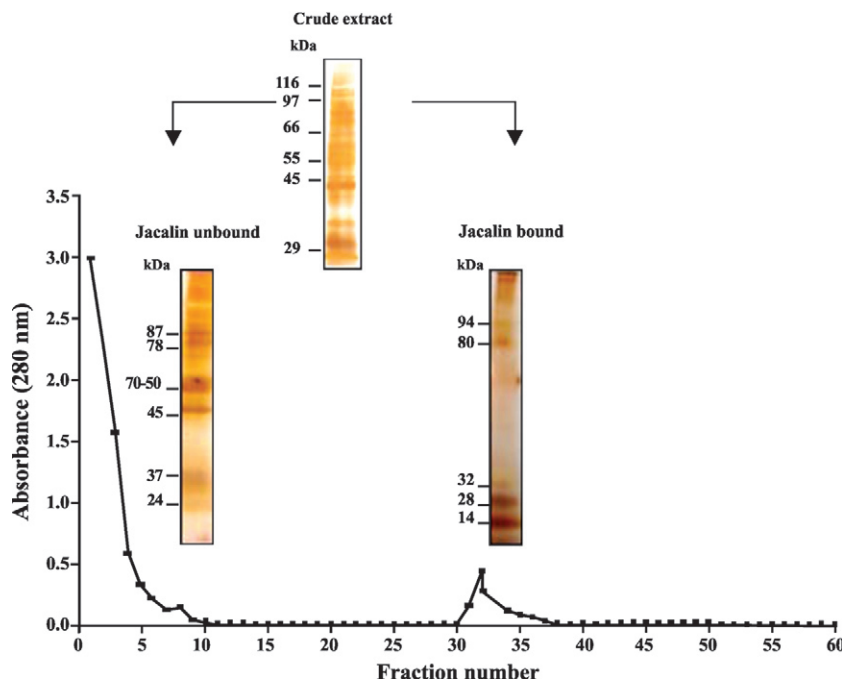 Crude extract
kDa
116
97
66
55
45
29
Jacalin unbound
kDa
87
78
70-50
45
37
24
Jacalin bound
kDa
94
80
32
28
14
Absorbance (280 nm)
3.5
3.0
2.5
2.0
1.5
1.0
0.5
0.0
0 5 10 15 20 25 30 35 40 45 50 55 60
Fraction number